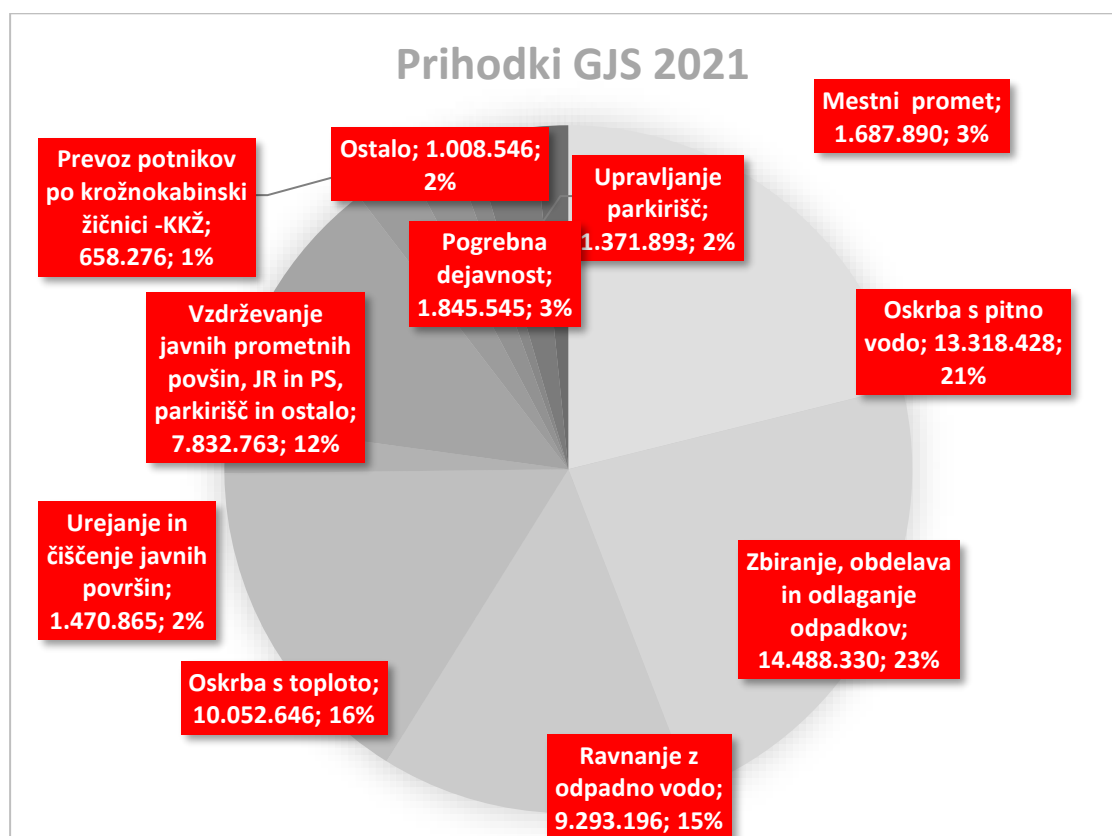 Prihodki GJS 2021
Mestni promet;
1.687.890; 3%
Ostalo; 1.008.546;
2%
Prevoz potnikov
po krožnokabinski
žičnici -KKŽ;
658.276; 1%
Upravljanje
parkirišč;
1.371.893; 2%
Pogrebna
dejavnost;
1.845.545; 3%
Vzdrževanje
javnih prometnih
povšin, JR in PS,
parkirišč in ostalo;
7.832.763; 12%
Oskrba s pitno
vodo; 13.318.428;
21%
Urejanje in
čiščenje javnih
površin;
1.470.865; 2%
Zbiranje, obdelava
in odlaganje
odpadkov;
14.488.330; 23%
Oskrba s toploto;
10.052.646; 16%
Ravnanje z
odpadno vodo;
9.293.196; 15%